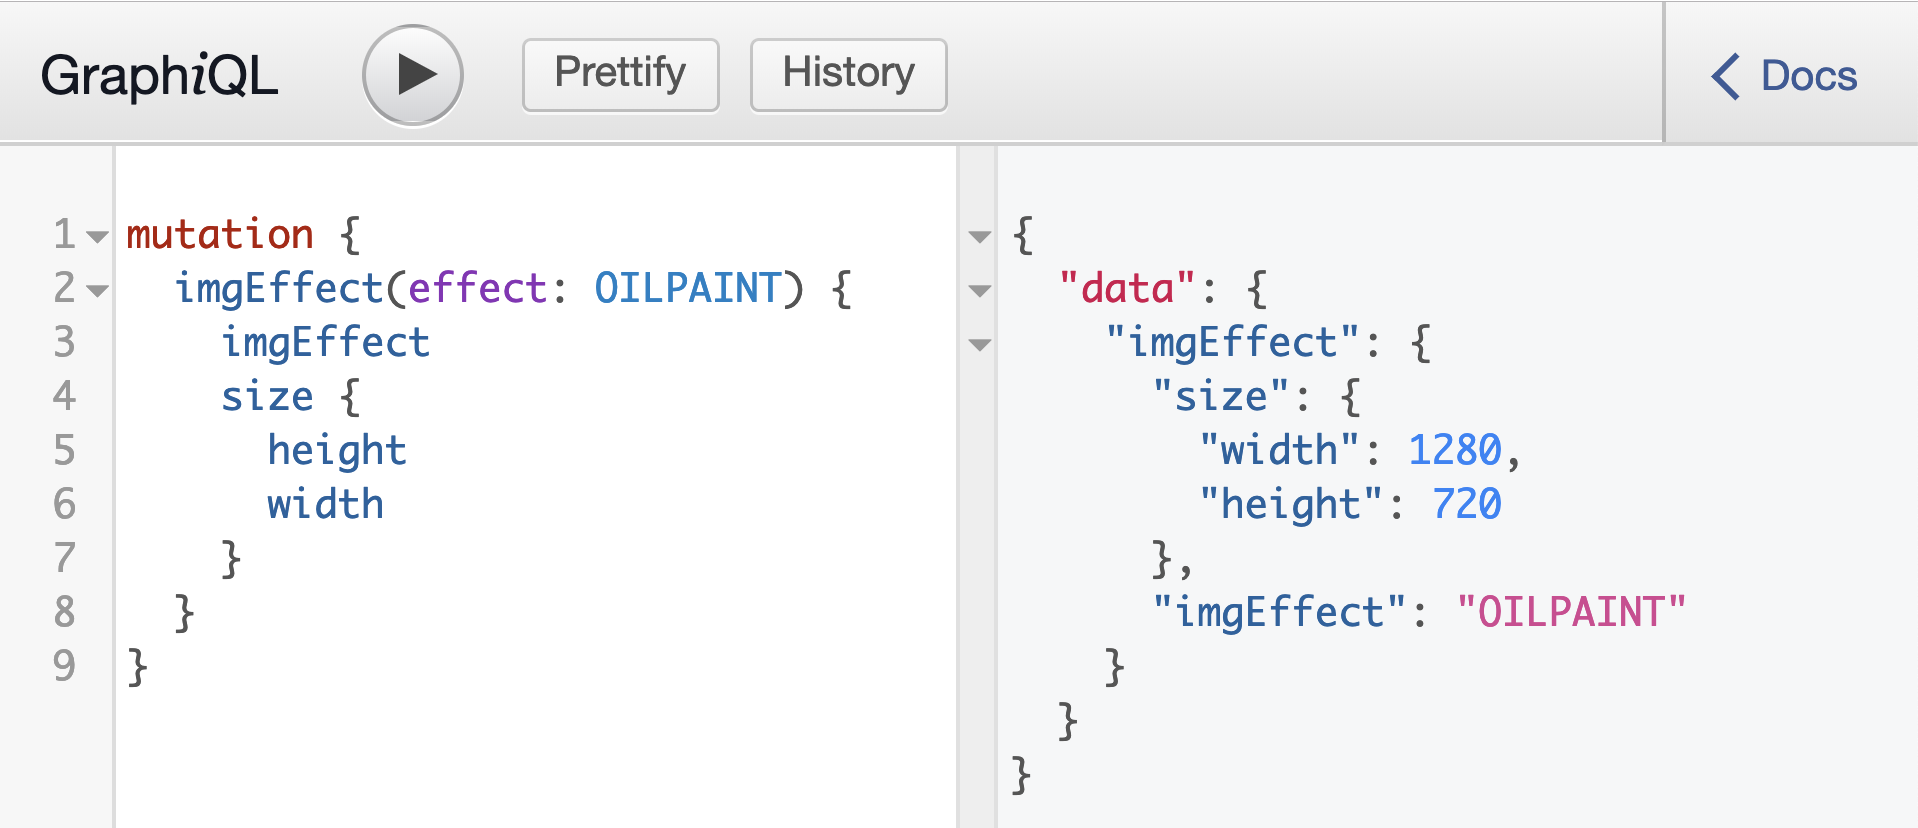 GraphiQL Prettify History Docs
1 mutation {
2 imgEffect(effect: OILPAINT) {
3 imgEffect
4 size {
5 height
6 width
7 }
8 }
9 }
{
"data": {
"imgEffect": {
"size": {
"width": 1280,
"height": 720
},
"imgEffect": "OILPAINT"
}
}
}